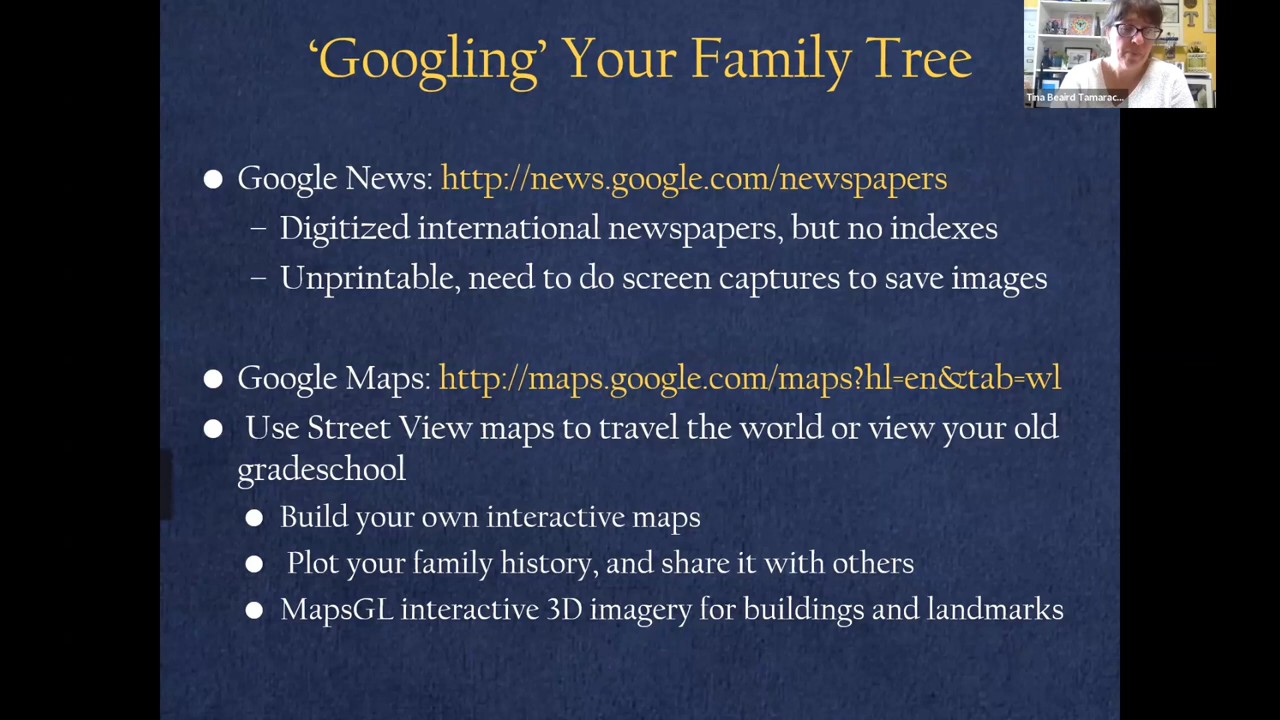 ‘Googling’ Your Family Tree
Tina Beaird Tamarac...
● Google News: http://news.google.com/newspapers
– Digitized international newspapers, but no indexes
– Unprintable, need to do screen captures to save images
● Google Maps: http://maps.google.com/maps?hl=en&tab=wl
● Use Street View maps to travel the world or view your old
gradeschool
● Build your own interactive maps
● Plot your family history, and share it with others
● MapsGL interactive 3D imagery for buildings and landmarks